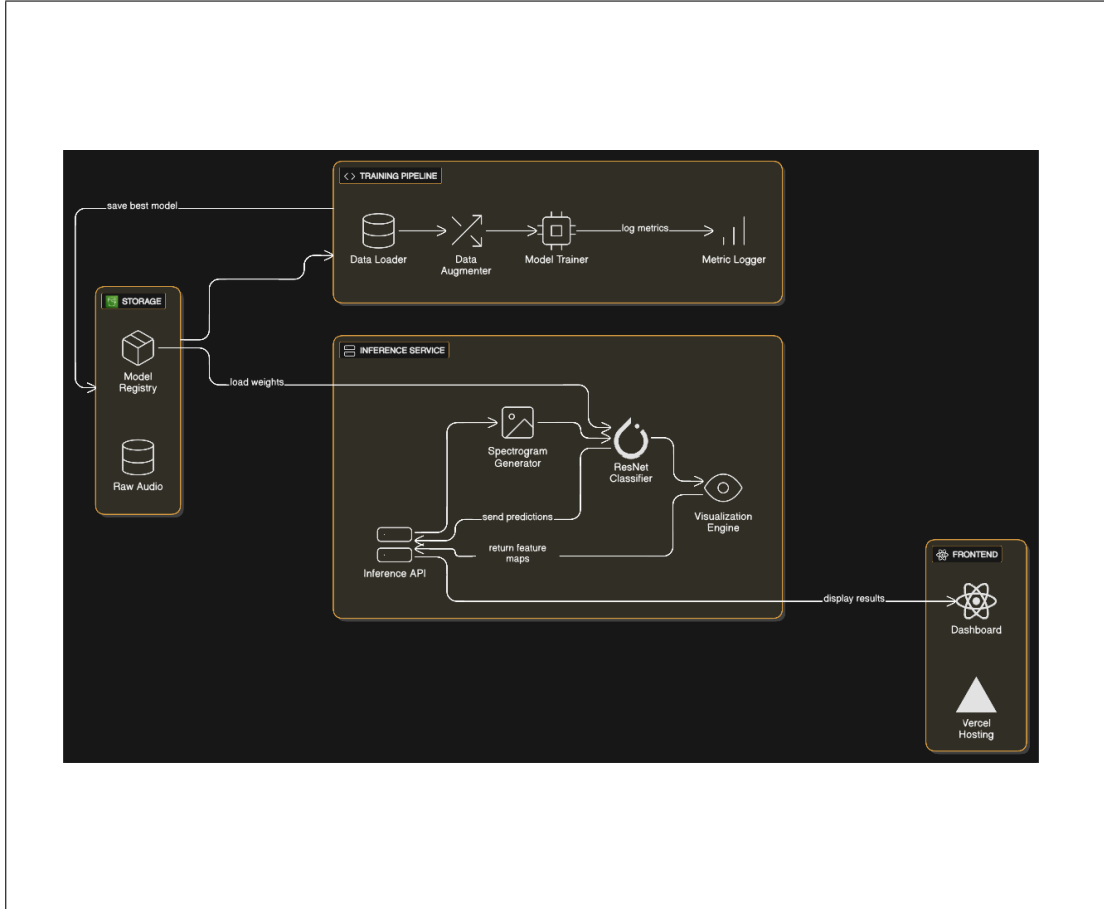 TRAINING PIPELINE
save best model
Data Loader
Data
Augmenter
Model Trainer
log metrics
Metric Logger
STORAGE
Model
Registry
Raw Audio
INFERENCE SERVICE
load weights
Spectrogram
Generator
ResNet
Classifier
Visualization
Engine
send predictions
return feature
maps
Inference API
display results
FRONTEND
Dashboard
Vercel
Hosting